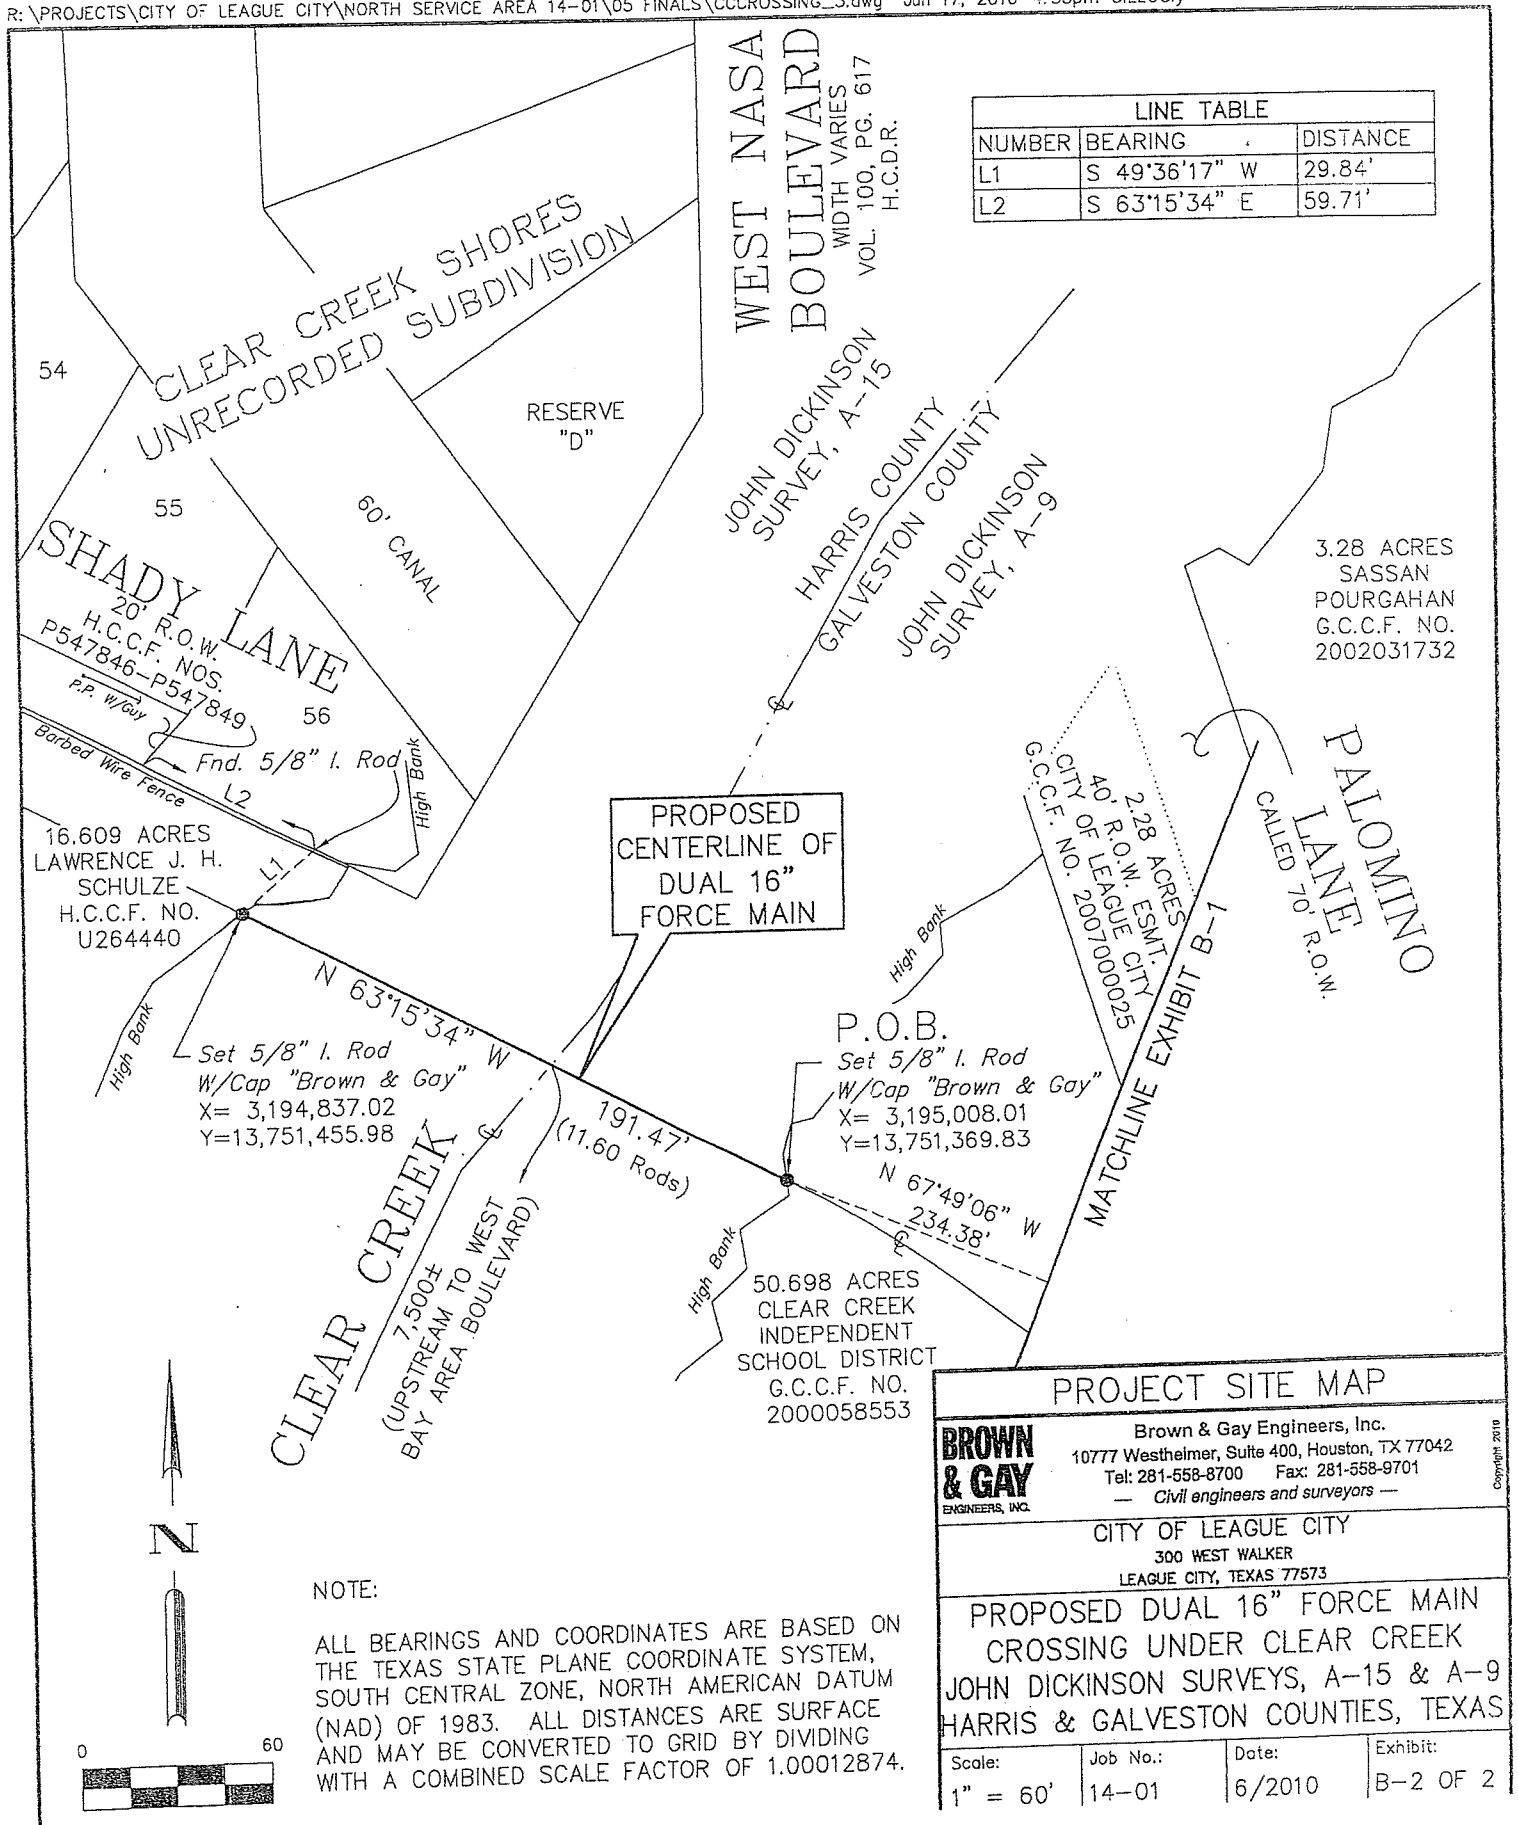 R:\PROJECTS\CITY OF LEAGUE CITY\NORTH SERVICE AREA 14-01\05 FINALS\CCCROSSING_3.dwg Jun 17, 2010
WEST NASA
BOULEVARD
WIDTH VARIES
VOL. 100, PG. 617
H.C.D.R.
LINE TABLE
NUMBER BEARING DISTANCE
L1 S 49°36'17" W 29.84'
L2 S 63°15'34" E 59.71'
CLEAR CREEK SHORES
UNRECORDED SUBDIVISION
54
RESERVE
"D"
55
60' CANAL
JOHN DICKINSON
SURVEY, A-15
HARRIS COUNTY
GALVESTON COUNTY
JOHN DICKINSON
SURVEY, A-9
3.28 ACRES
SASSAN
POURGAHAN
G.C.C.F. NO.
2002031732
SHADY LANE
20' R.O.W.
H.C.C.F. NOS.
P547846-P547849
P.P. W/Guy
56
Barbed Wire Fence
Fnd. 5/8" I. Rod
High Bank
L2
L1
16.609 ACRES
LAWRENCE J. H.
SCHULZE
H.C.C.F. NO.
U264440
PROPOSED
CENTERLINE OF
DUAL 16"
FORCE MAIN
2.28 ACRES
40' R.O.W. ESMT.
CITY OF LEAGUE CITY
G.C.C.F. NO. 2007000025
PALOMINO
LANE
CALLED 70' R.O.W.
High Bank
MATCHLINE EXHIBIT B-1
High Bank
N 63°15'34" W
191.47'
(11.60 Rods)
Set 5/8" I. Rod
W/Cap "Brown & Gay"
X= 3,194,837.02
Y=13,751,455.98
P.O.B.
Set 5/8" I. Rod
W/Cap "Brown & Gay"
X= 3,195,008.01
Y=13,751,369.83
N 67°49'06" W
234.38'
CLEAR CREEK
7,500±
(UPSTREAM TO WEST
BAY AREA BOULEVARD)
High Bank
50.698 ACRES
CLEAR CREEK
INDEPENDENT
SCHOOL DISTRICT
G.C.C.F. NO.
2000058553
N
NOTE:
ALL BEARINGS AND COORDINATES ARE BASED ON
THE TEXAS STATE PLANE COORDINATE SYSTEM,
SOUTH CENTRAL ZONE, NORTH AMERICAN DATUM
(NAD) OF 1983. ALL DISTANCES ARE SURFACE
AND MAY BE CONVERTED TO GRID BY DIVIDING
WITH A COMBINED SCALE FACTOR OF 1.00012874.
0 60
PROJECT SITE MAP
BROWN
& GAY
ENGINEERS, INC.
Brown & Gay Engineers, Inc.
10777 Westheimer, Suite 400, Houston, TX 77042
Tel: 281-558-8700 Fax: 281-558-9701
— Civil engineers and surveyors —
Copyright 2010
CITY OF LEAGUE CITY
300 WEST WALKER
LEAGUE CITY, TEXAS 77573
PROPOSED DUAL 16" FORCE MAIN
CROSSING UNDER CLEAR CREEK
JOHN DICKINSON SURVEYS, A-15 & A-9
HARRIS & GALVESTON COUNTIES, TEXAS
Scale: Job No.: Date: Exhibit:
1" = 60' 14-01 6/2010 B-2 OF 2